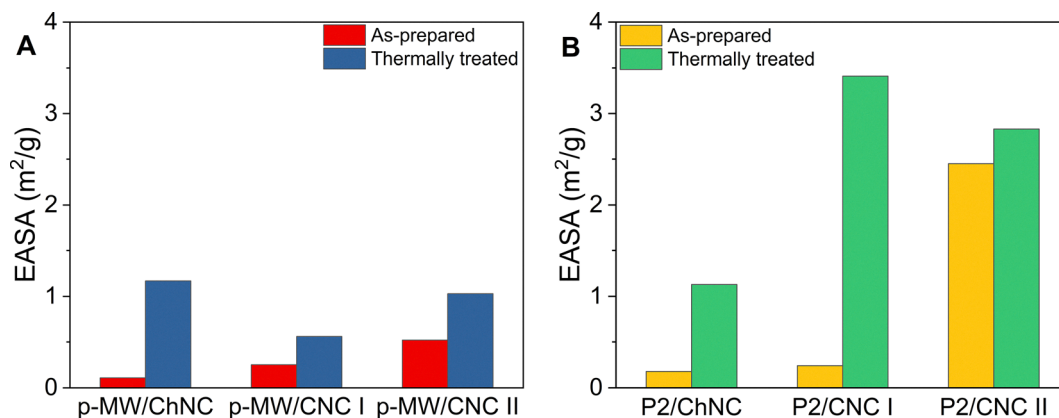 A
As-prepared
Thermally treated
EASA (m²/g)
4
3
2
1
0
p-MW/ChNC p-MW/CNC I p-MW/CNC II
B
As-prepared
Thermally treated
EASA (m²/g)
4
3
2
1
0
P2/ChNC P2/CNC I P2/CNC II